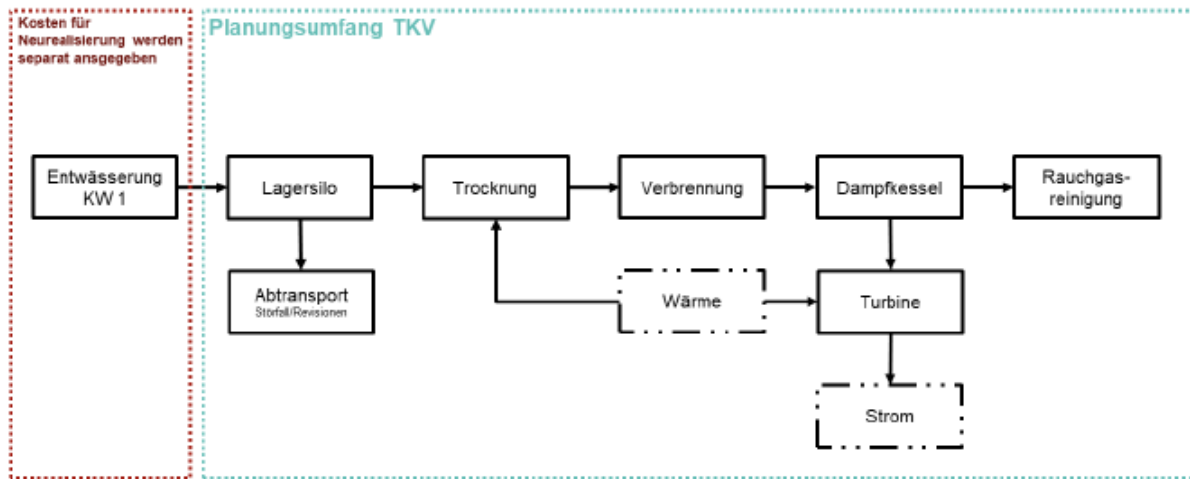 Kosten für
Neurealisierung werden
separat ansgegeben
Planungsumfang TKV
Entwässerung
KW 1
Lagersilo
Trocknung
Verbrennung
Dampfkessel
Rauchgas-
reinigung
Abtransport
Störfall/Revisionen
Wärme
Turbine
Strom